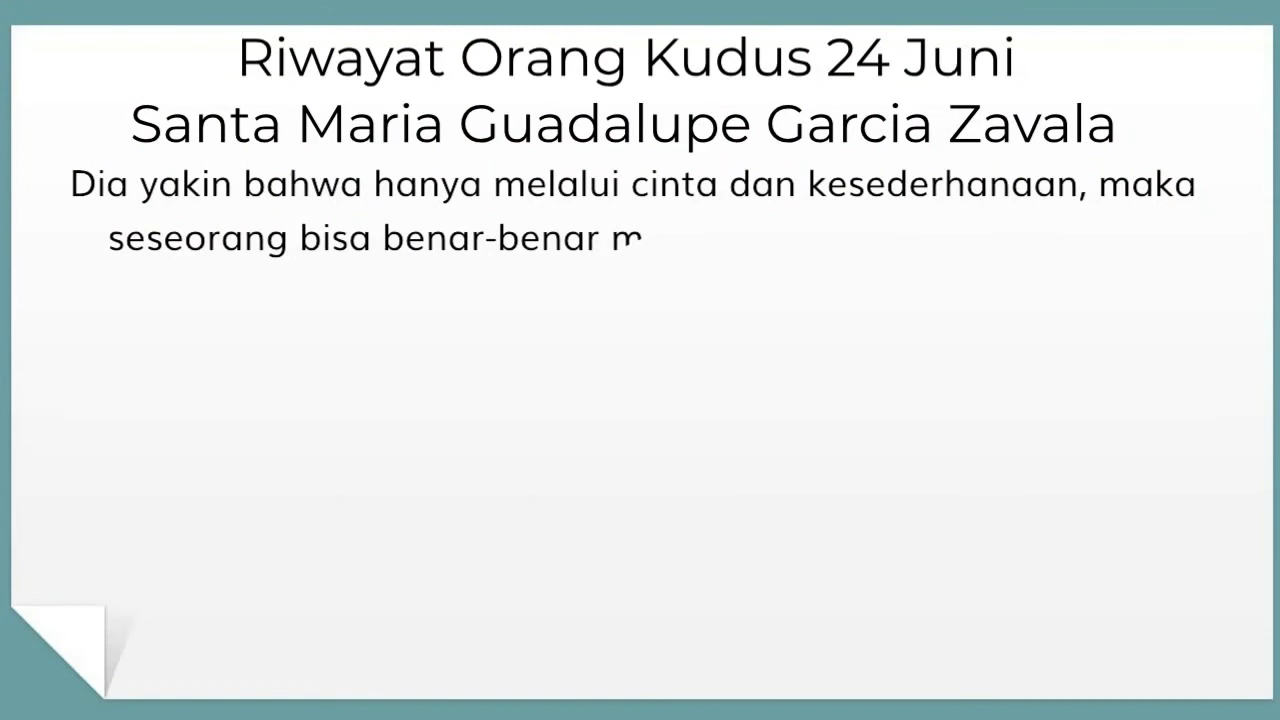 Riwayat Orang Kudus 24 Juni
Santa Maria Guadalupe Garcia Zavala
Dia yakin bahwa hanya melalui cinta dan kesederhanaan, maka
seseorang bisa benar-benar